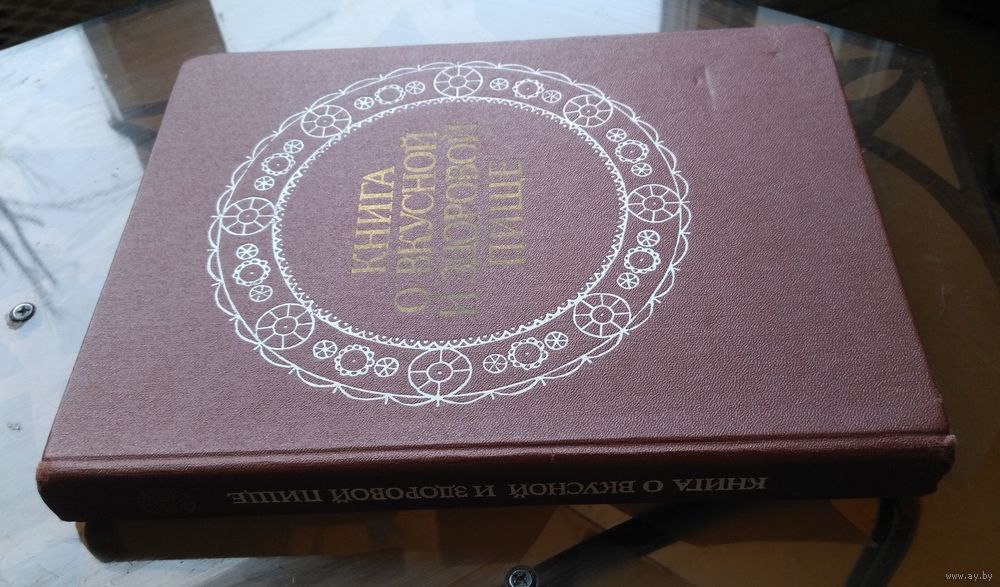 КНИГА
О ВКУСНОЙ
И ЗДОРОВОЙ
ПИЩЕ
КНИГА О ВКУСНОЙ И ЗДОРОВОЙ ПИЩЕ
www.ay.by